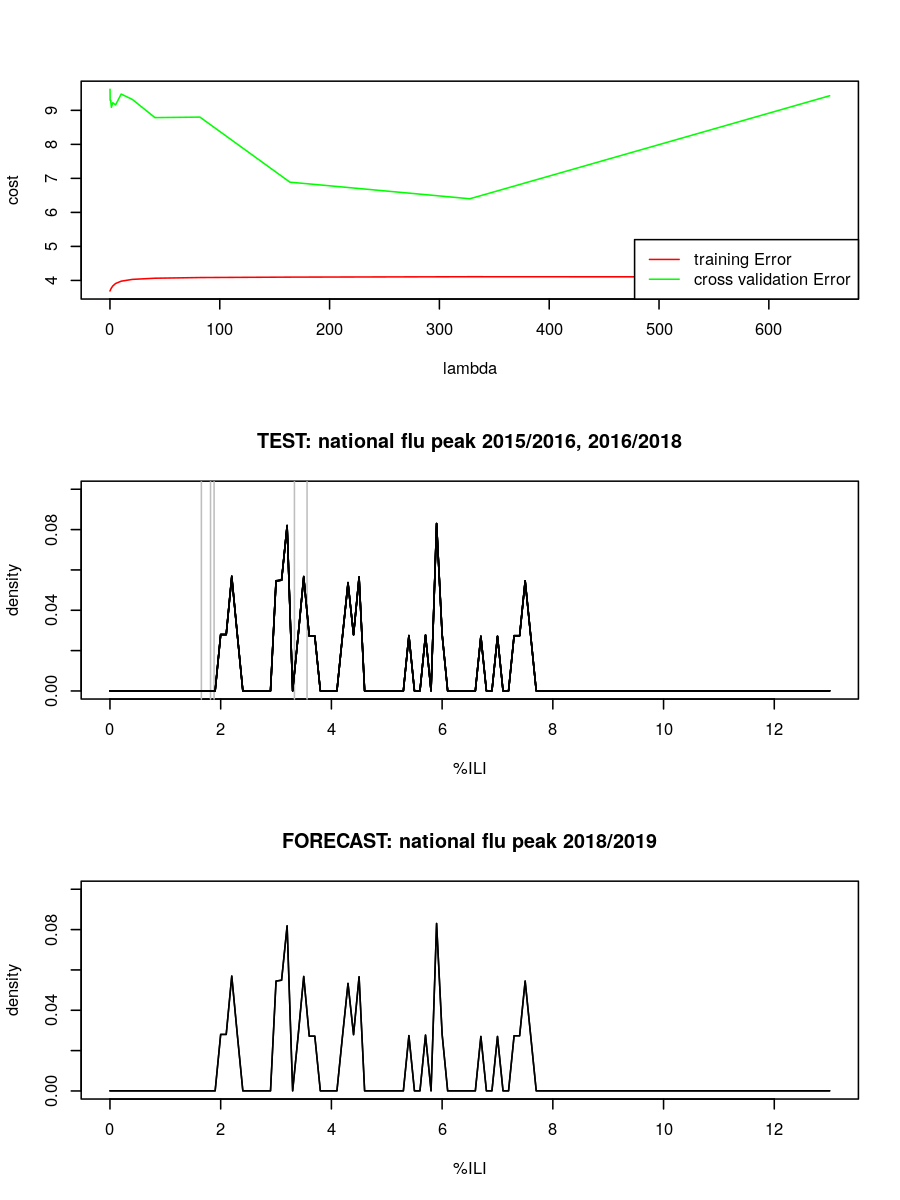 cost
9
8
7
6
5
4
training Error
cross validation Error
0 100 200 300 400 500 600
lambda
TEST: national flu peak 2015/2016, 2016/2018
density
0.08
0.04
0.00
0 2 4 6 8 10 12
%ILI
FORECAST: national flu peak 2018/2019
density
0.08
0.04
0.00
0 2 4 6 8 10 12
%ILI